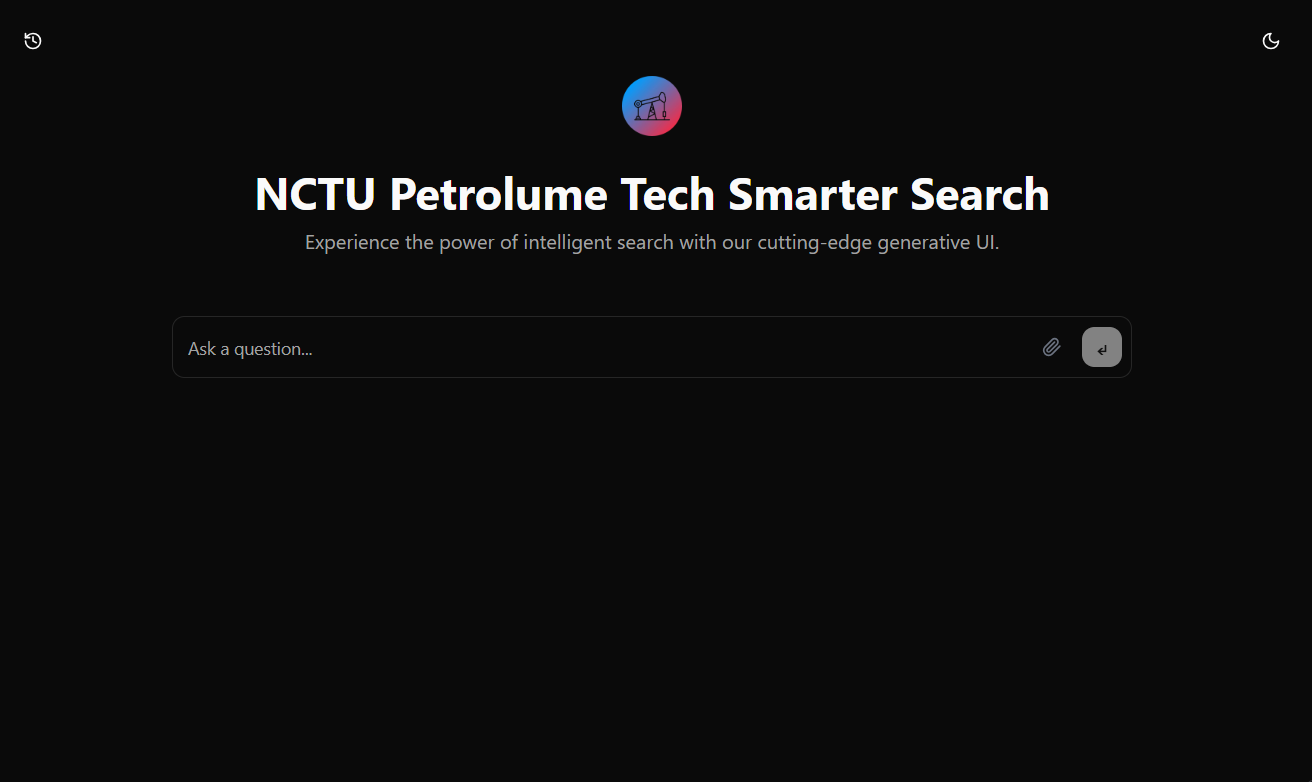 NCTU Petrolume Tech Smarter Search
Experience the power of intelligent search with our cutting-edge generative UI.
Ask a question...